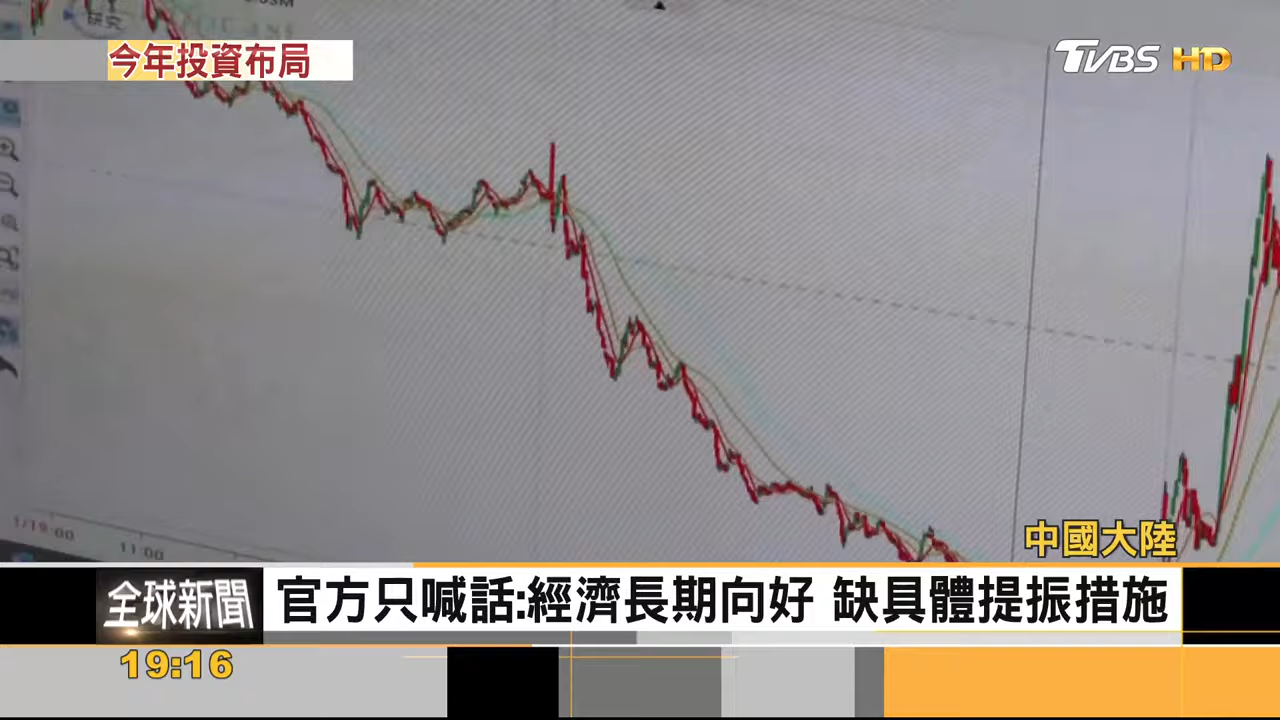 研究
今年投資布局
TVBS HD
1/19:00
11:00
中國大陸
全球新聞
官方只喊話:經濟長期向好 缺具體提振措施
19:16